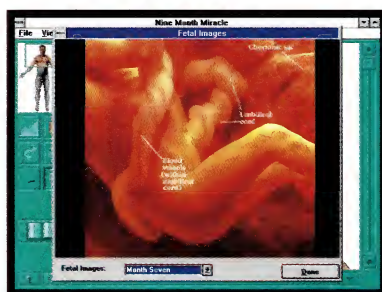 Nine Month Miracle
File Vie
Fetal Images
Chorionic sac
Umbilical
cord
Blood
vessels
(within
umbilical
cord)
Fetal Images: Month Seven Done